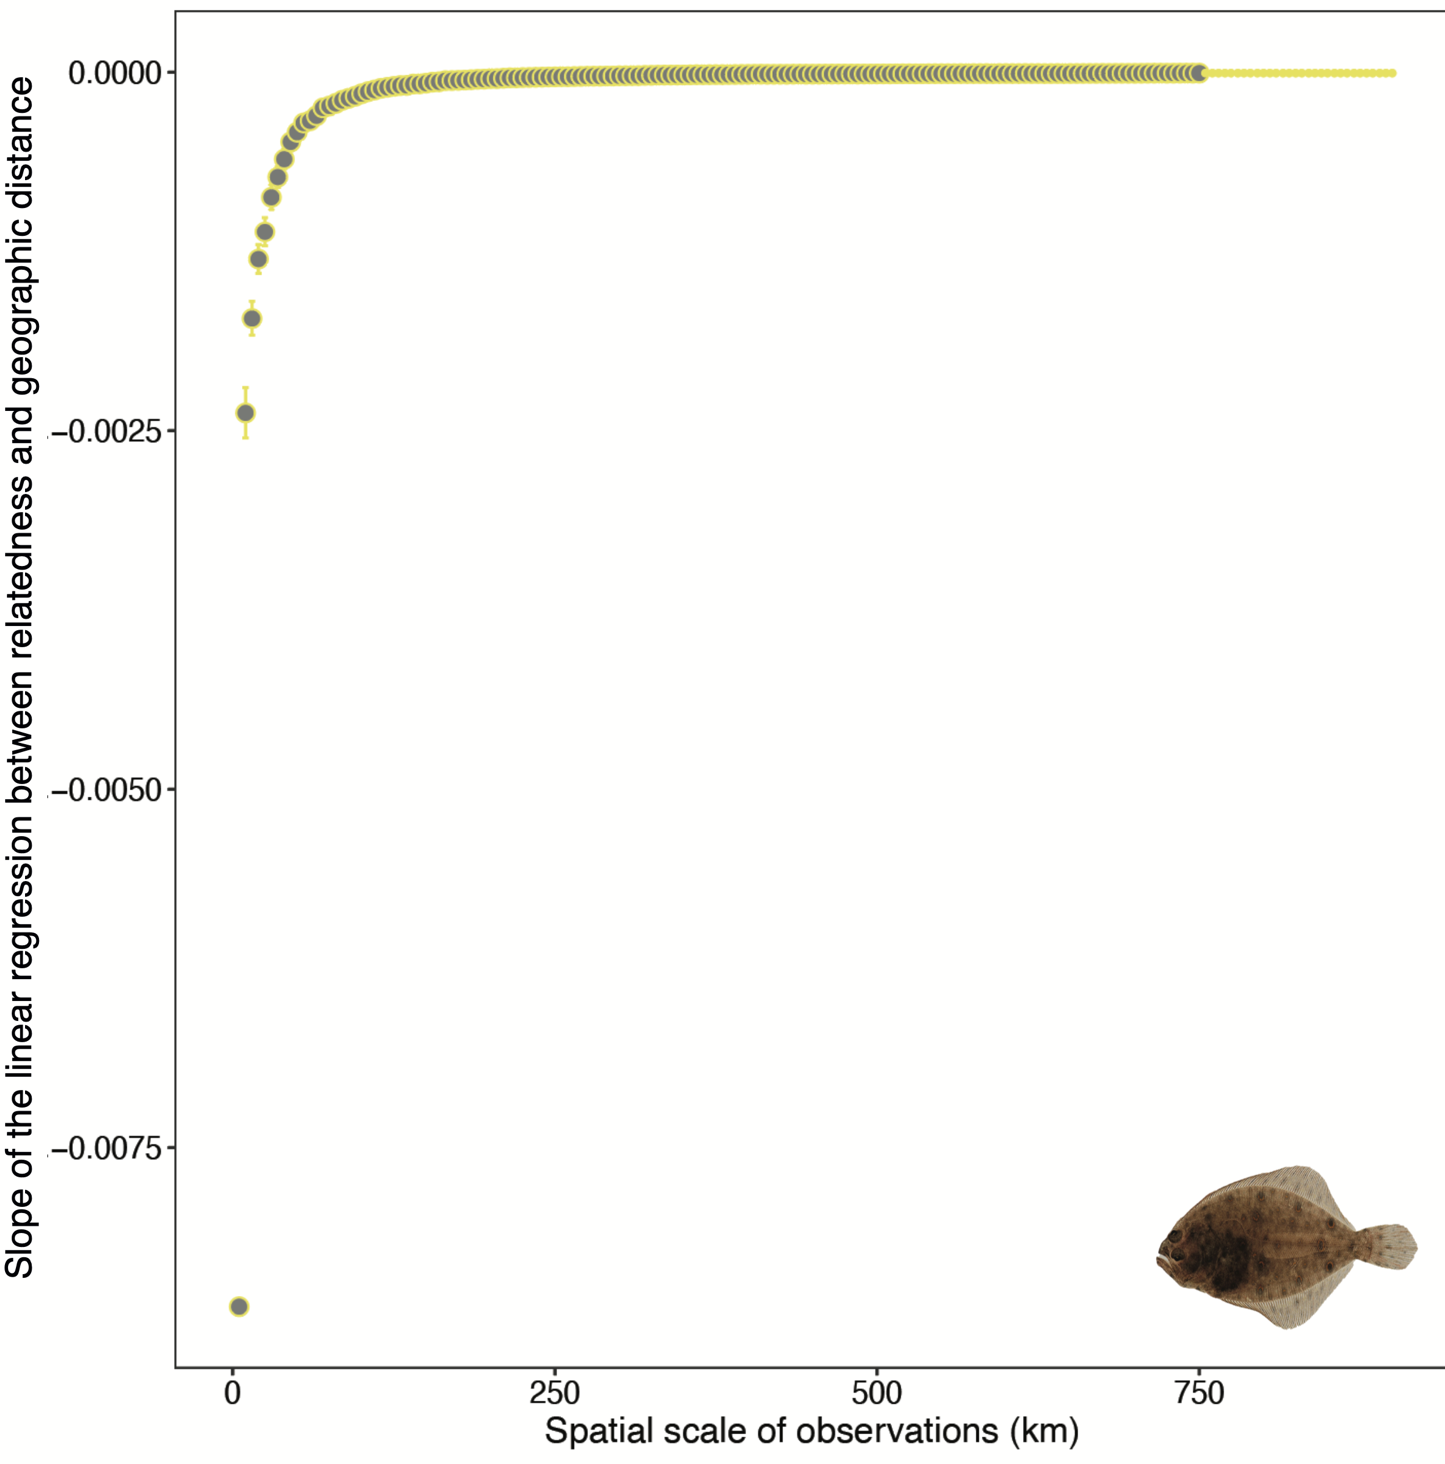 Slope of the linear regression between relatedness and geographic distance
0.0000
−0.0025
−0.0050
−0.0075
0 250 500 750
Spatial scale of observations (km)